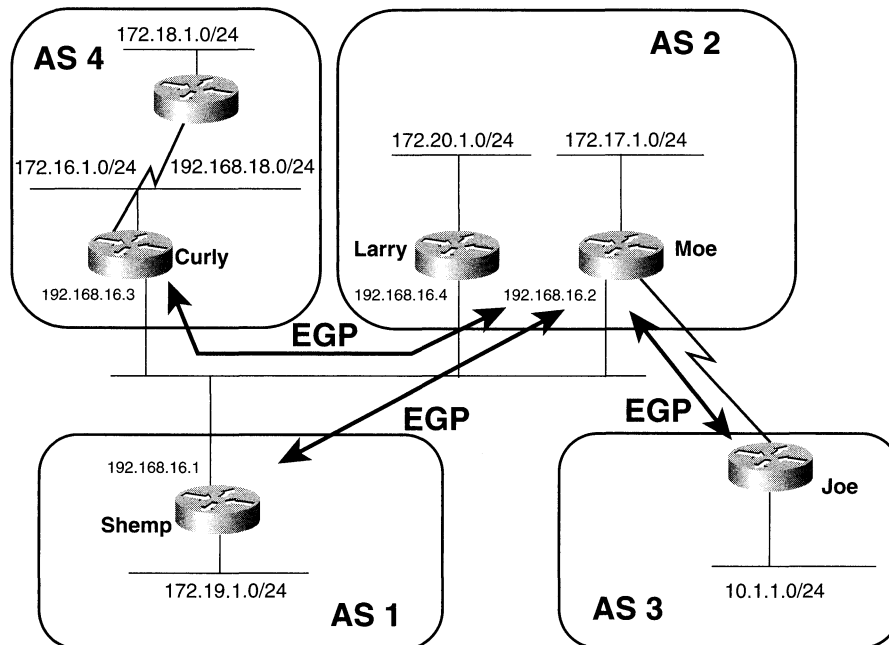 172.18.1.0/24
AS 4
AS 2
172.20.1.0/24
172.17.1.0/24
172.16.1.0/24
192.168.18.0/24
Curly
Larry
Moe
192.168.16.3
192.168.16.4
192.168.16.2
EGP
EGP
EGP
192.168.16.1
Shemp
Joe
172.19.1.0/24
10.1.1.0/24
AS 1
AS 3